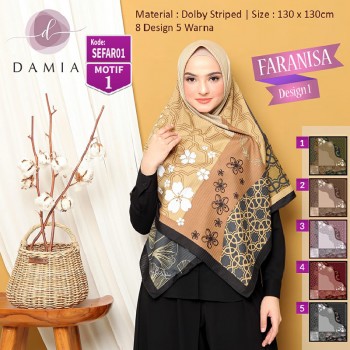 Material : Dolby Striped | Size : 130 x 130cm
8 Design 5 Warna
d
DAMIA
Kode:
SEFAR01
MOTIF
1
FARANISA
Design 1
1
2
3
4
5